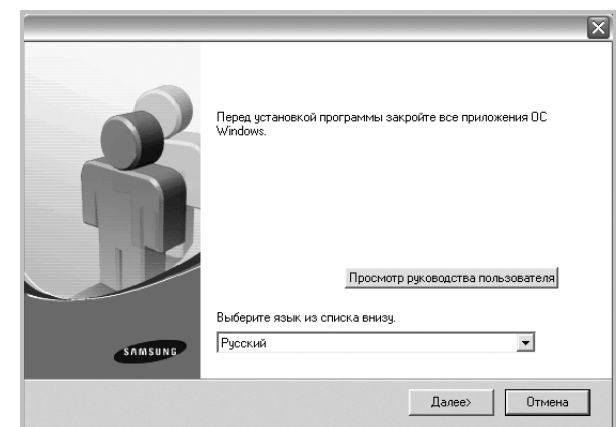 Перед установкой программы закройте все приложения ОС
Windows.
Просмотр руководства пользователя
Выберите язык из списка внизу.
Русский
SAMSUNG
Далее>
Отмена